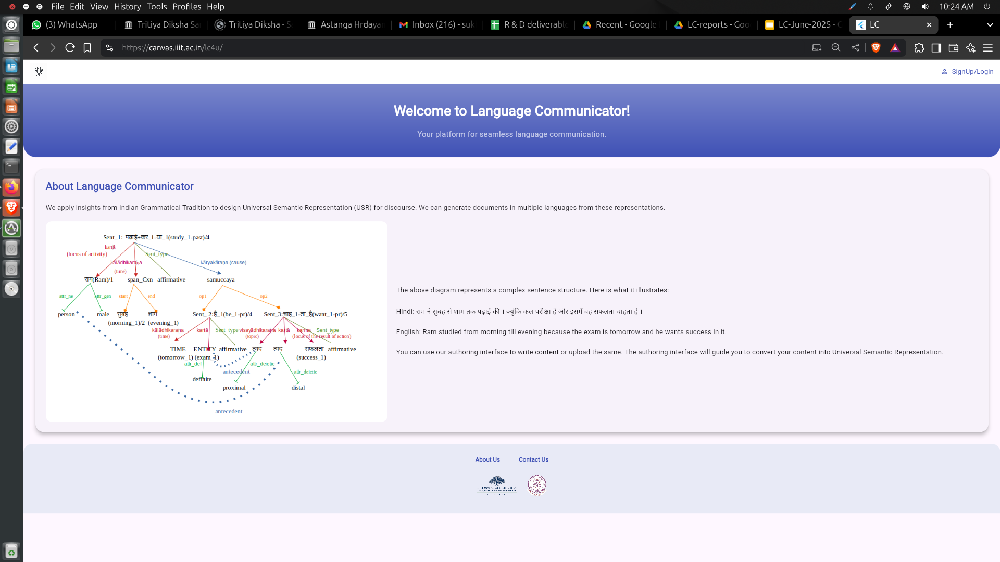 File Edit View History Tools Profiles Help 10:24 AM
(3) WhatsApp Tritiya Diksha Sa Tritiya Diksha - S Astanga Hrdaya Inbox (216) - suk R & D deliverable Recent - Google LC-reports - Goo LC-June-2025 - G LC
https://canvas.iiit.ac.in/lc4u/
SignUp/Login
Welcome to Language Communicator!
Your platform for seamless language communication.
About Language Communicator
We apply insights from Indian Grammatical Tradition to design Universal Semantic Representation (USR) for discourse. We can generate documents in multiple languages from these representations.
Sent_1: पढ़ाई+कर_1-या_1(study_1-past)/4
kartā
(locus of activity) Sent_type
kālādhikaraṇa kāryakāraṇa (cause)
(time)
राम(Ram)/1 span_Cxn affirmative samuccaya
attr_ne attr_gen start end op1 op2
person male सुबह शाम Sent_ 2:है_1(be_1-pr)/4 Sent_3:चाह_1-ता_है(want_1-pr)/5
(morning_1)/2 (evening_1)
kālādhikaraṇa kartā Sent_type visayādhikaraṇa kartā karma Sent_type
(time) (topic) (locus of the result of action)
TIME ENTITY affirmative त्यद त्यद सफलता affirmative
(tomorrow_1) (exam_1) (success_1)
attr_def attr_deictic
antecedent attr_deictic
definite
proximal distal
antecedent
The above diagram represents a complex sentence structure. Here is what it illustrates:
Hindi: राम ने सुबह से शाम तक पढ़ाई की । क्युंकि कल परीक्षा है और इसमें वह सफलता चाहता है ।
English: Ram studied from morning till evening because the exam is tomorrow and he wants success in it.
You can use our authoring interface to write content or upload the same. The authoring interface will guide you to convert your content into Universal Semantic Representation.
About Us Contact Us
INTERNATIONAL INSTITUTE OF
INFORMATION TECHNOLOGY
HYDERABAD